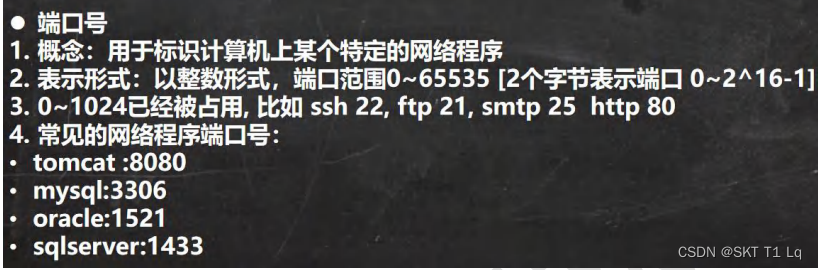 ● 端口号
1. 概念：用于标识计算机上某个特定的网络程序
2. 表示形式：以整数形式，端口范围0~65535 [2个字节表示端口 0~2^16-1]
3. 0~1024已经被占用, 比如 ssh 22, ftp 21, smtp 25 http 80
4. 常见的网络程序端口号：
• tomcat :8080
• mysql:3306
• oracle:1521
• sqlserver:1433
CSDN @SKT T1 Lq